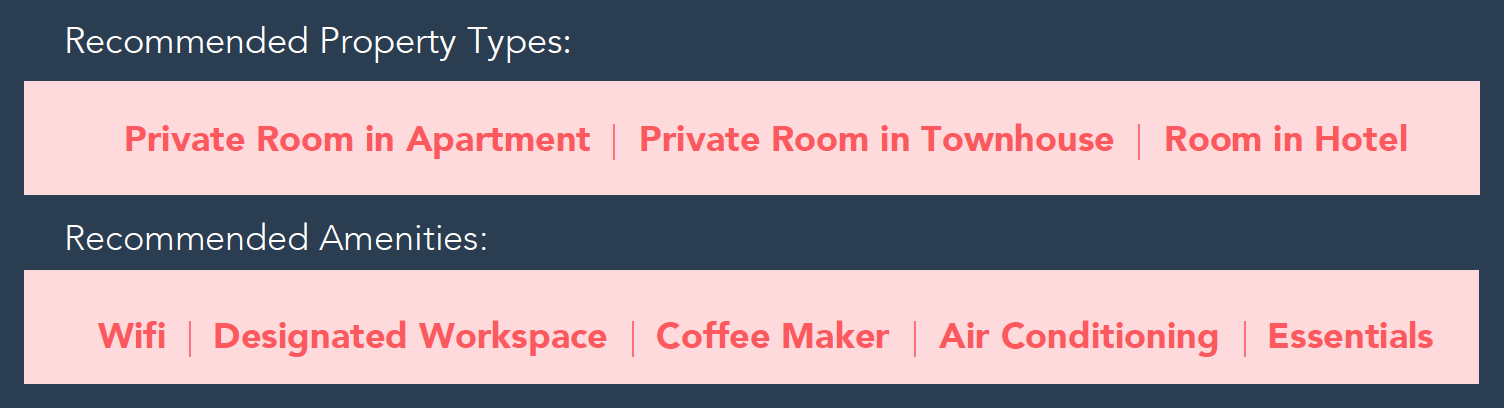 Recommended Property Types:
Private Room in Apartment | Private Room in Townhouse | Room in Hotel
Recommended Amenities:
Wifi | Designated Workspace | Coffee Maker | Air Conditioning | Essentials